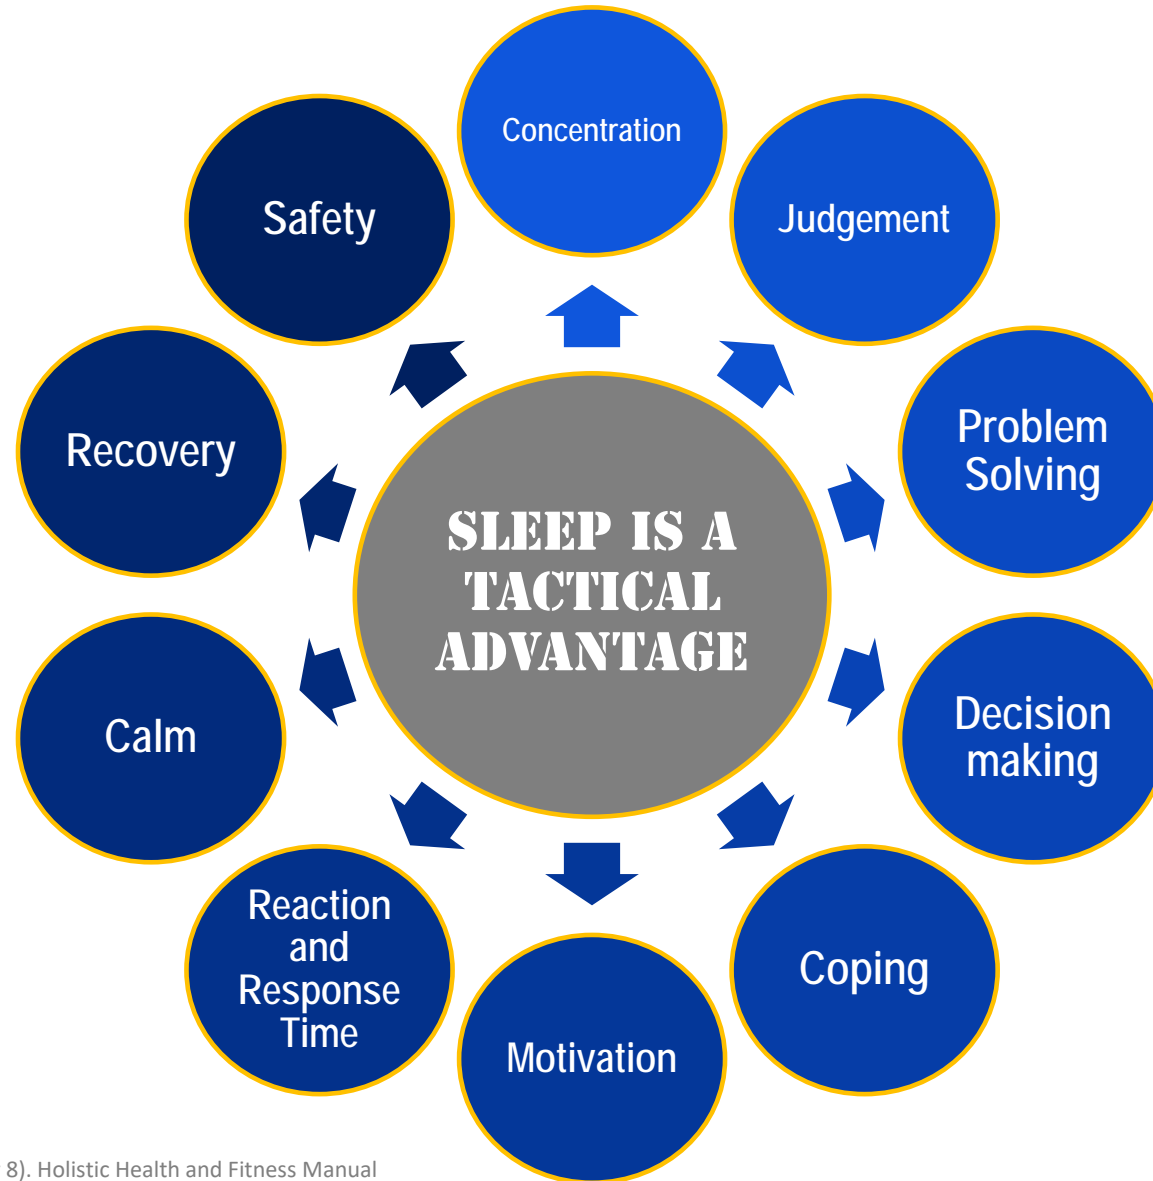 Concentration
Judgement
Problem
Solving
Decision
making
Coping
Motivation
Reaction
and
Response
Time
Calm
Recovery
Safety
SLEEP IS A
TACTICAL
ADVANTAGE
8). Holistic Health and Fitness Manual